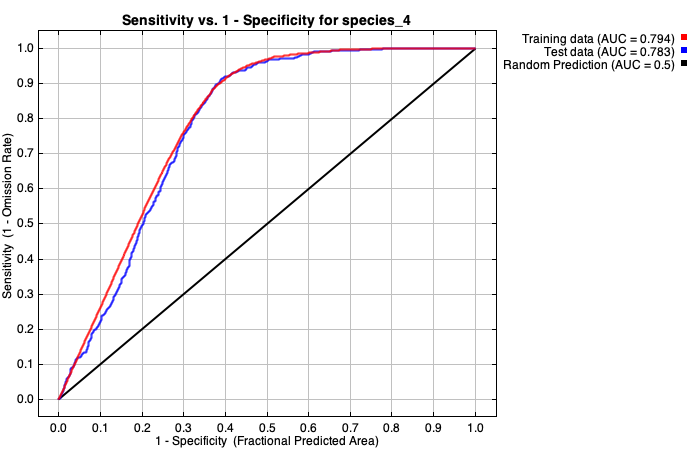 Sensitivity vs. 1 - Specificity for species_4
Training data (AUC = 0.794)
Test data (AUC = 0.783)
Random Prediction (AUC = 0.5)
Sensitivity (1 - Omission Rate)
1.0
0.9
0.8
0.7
0.6
0.5
0.4
0.3
0.2
0.1
0.0
0.0 0.1 0.2 0.3 0.4 0.5 0.6 0.7 0.8 0.9 1.0
1 - Specificity (Fractional Predicted Area)